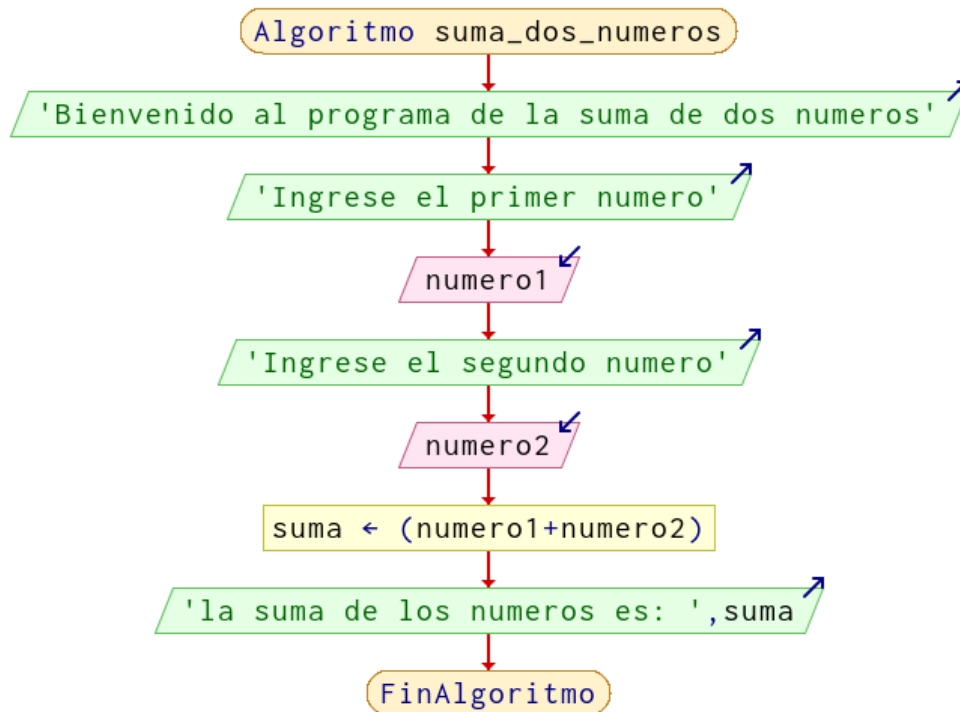 Algoritmo suma_dos_numeros
'Bienvenido al programa de la suma de dos numeros'
'Ingrese el primer numero'
numero1
'Ingrese el segundo numero'
numero2
suma ← (numero1+numero2)
'la suma de los numeros es: ',suma
FinAlgoritmo